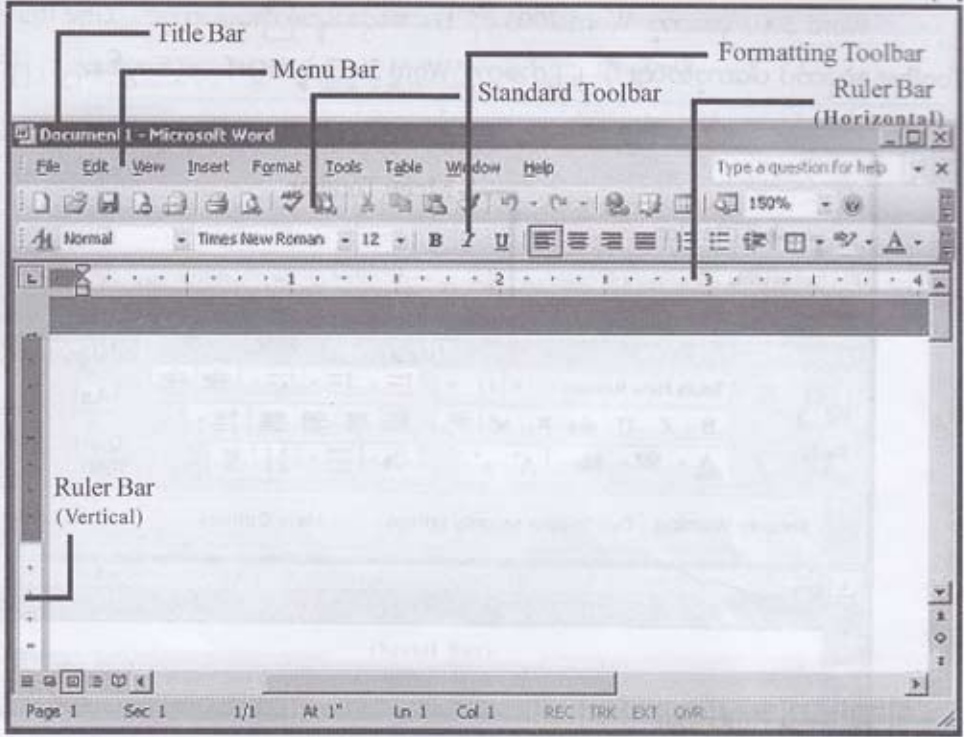 Title Bar
Menu Bar
Formatting Toolbar
Standard Toolbar
Ruler Bar
(Horizontal)
Document1 - Microsoft Word
File Edit View Insert Format Tools Table Window Help Type a question for help
150%
Normal Times New Roman 12 B I U A
1 2 3 4
Ruler Bar
(Vertical)
Page 1 Sec 1 1/1 At 1" Ln 1 Col 1 REC TRK EXT OVR